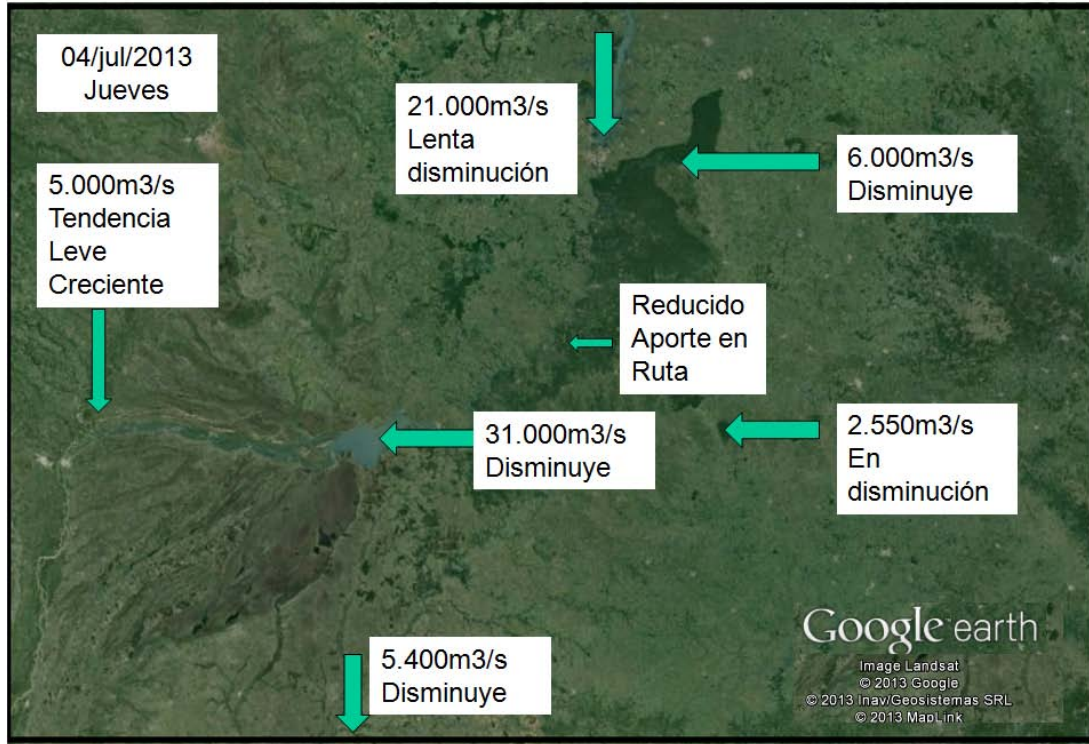 04/jul/2013
Jueves
21.000m3/s
Lenta
disminución
6.000m3/s
Disminuye
5.000m3/s
Tendencia
Leve
Creciente
Reducido
Aporte en
Ruta
31.000m3/s
Disminuye
2.550m3/s
En
disminución
5.400m3/s
Disminuye
Google earth
Image Landsat
© 2013 Google
© 2013 Inav/Geosistemas SRL
© 2013 MapLink